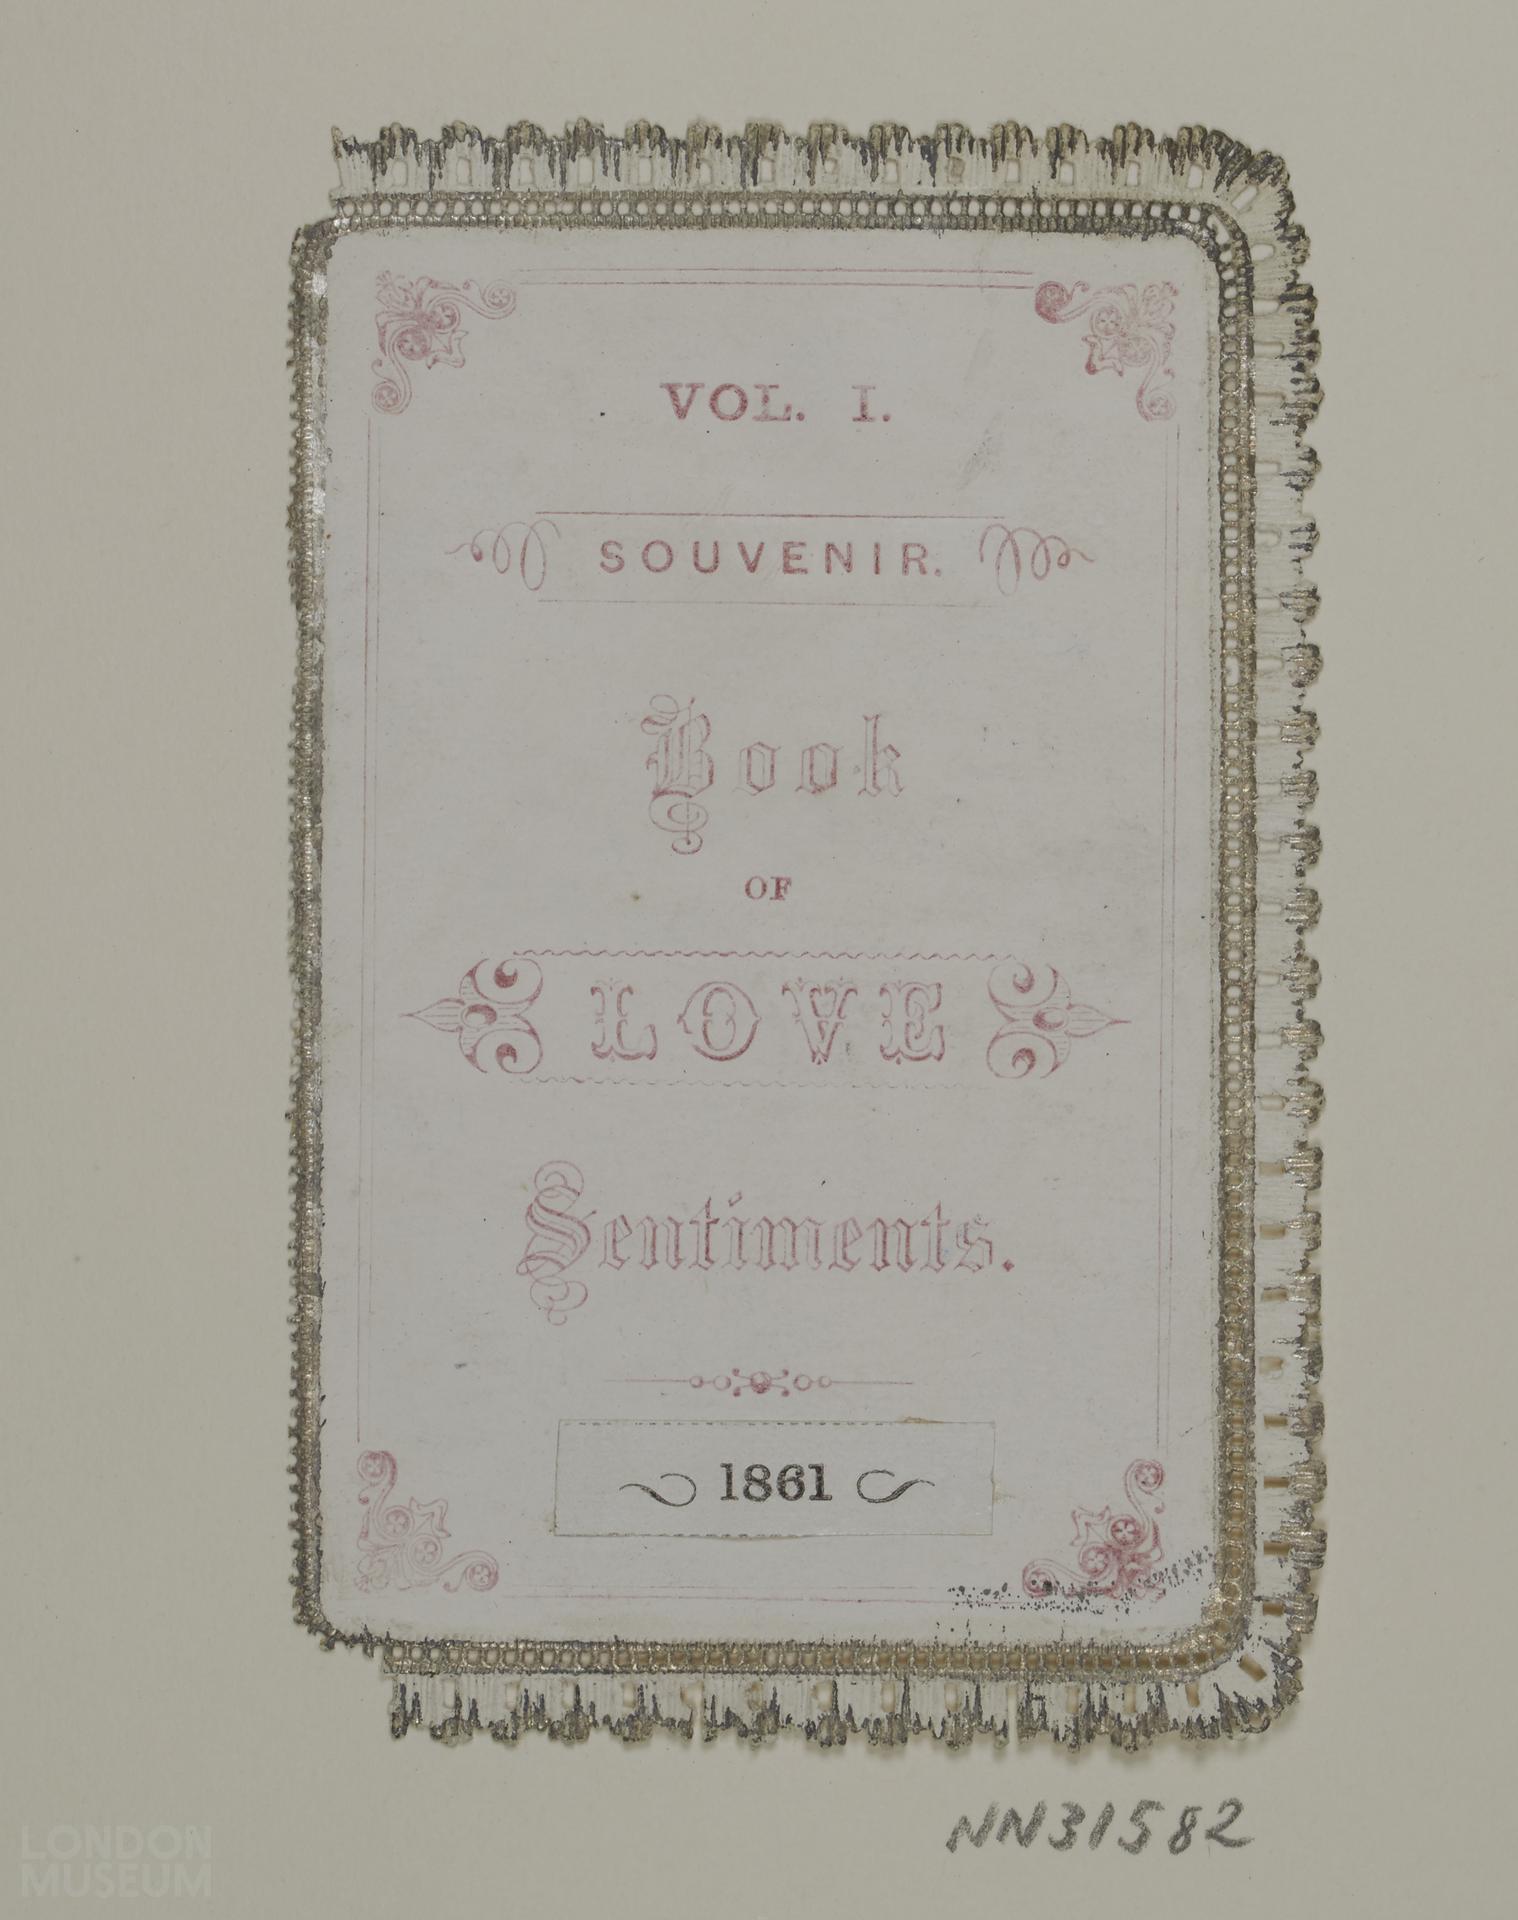 VOL. I.
SOUVENIR.
Book
OF
LOVE
Sentiments.
1861
NN31582
LONDON
MUSEUM